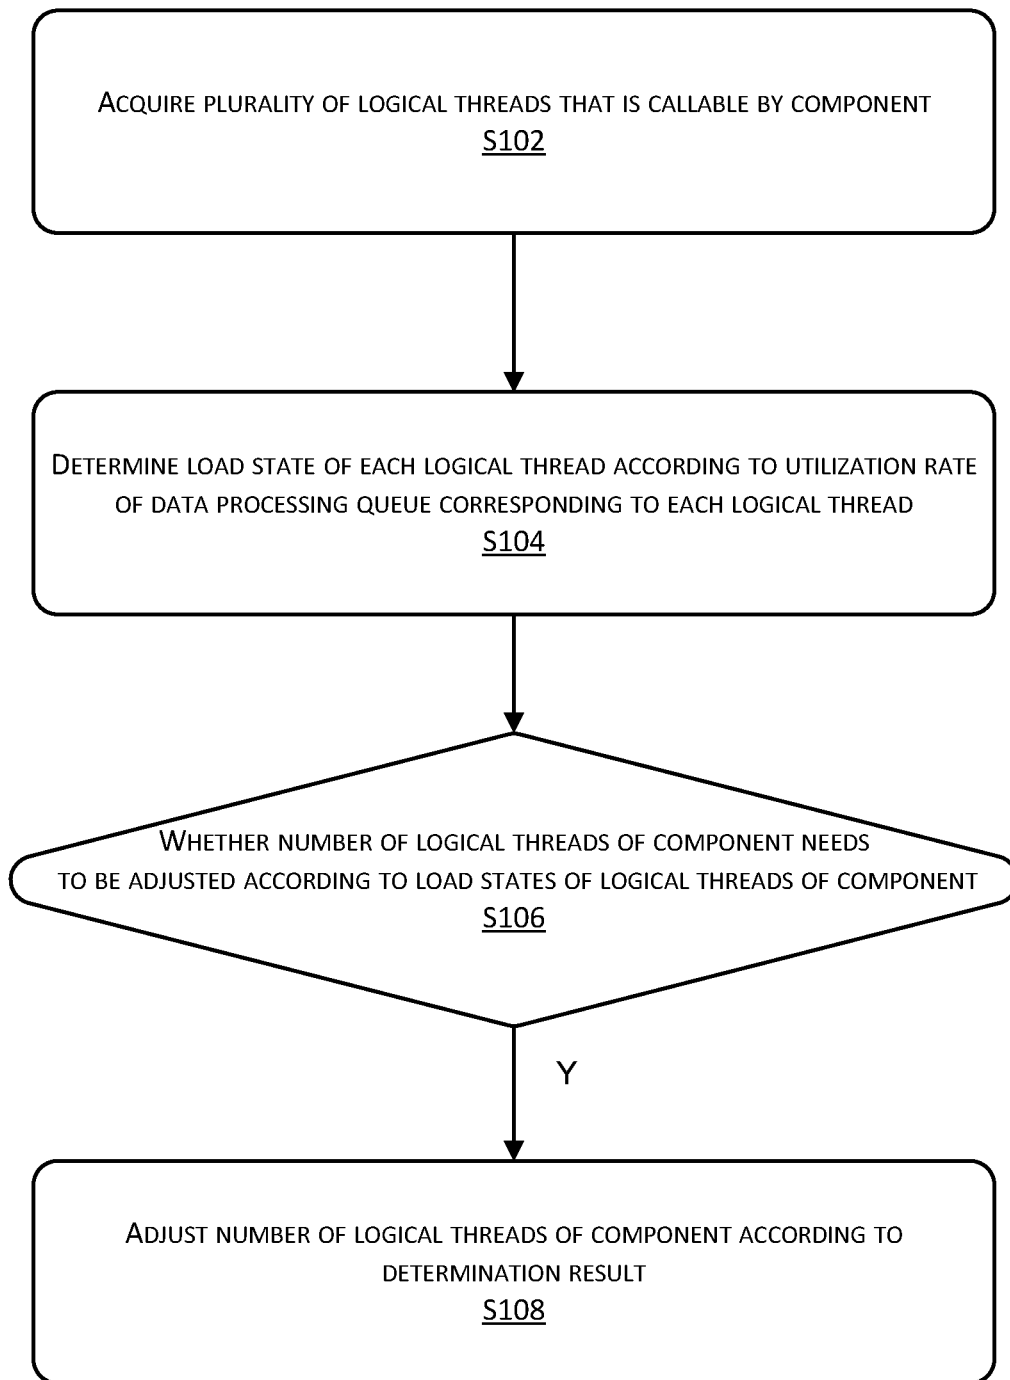 ACQUIRE PLURALITY OF LOGICAL THREADS THAT IS CALLABLE BY COMPONENT
S102
DETERMINE LOAD STATE OF EACH LOGICAL THREAD ACCORDING TO UTILIZATION RATE
OF DATA PROCESSING QUEUE CORRESPONDING TO EACH LOGICAL THREAD
S104
WHETHER NUMBER OF LOGICAL THREADS OF COMPONENT NEEDS
TO BE ADJUSTED ACCORDING TO LOAD STATES OF LOGICAL THREADS OF COMPONENT
S106
Y
ADJUST NUMBER OF LOGICAL THREADS OF COMPONENT ACCORDING TO
DETERMINATION RESULT
S108